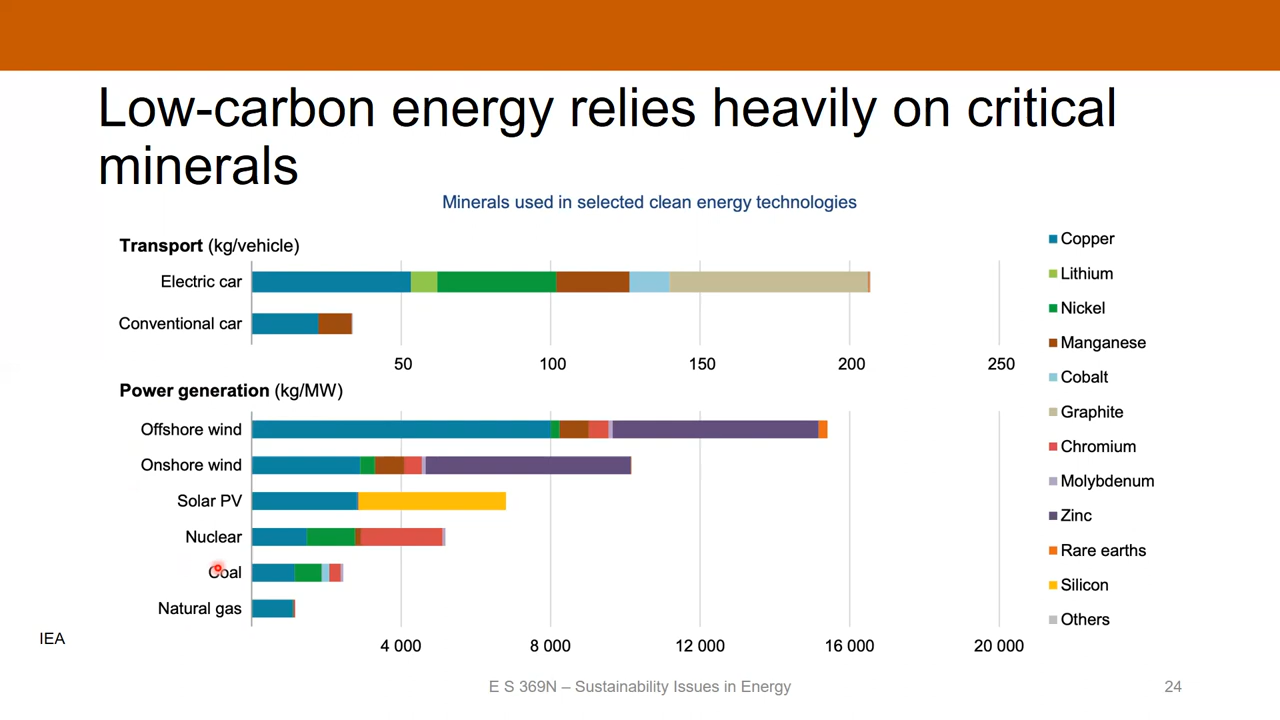 Low-carbon energy relies heavily on critical
minerals
Minerals used in selected clean energy technologies
Transport (kg/vehicle)
Electric car
Conventional car
50 100 150 200 250
Power generation (kg/MW)
Offshore wind
Onshore wind
Solar PV
Nuclear
Coal
Natural gas
4 000 8 000 12 000 16 000 20 000
Copper
Lithium
Nickel
Manganese
Cobalt
Graphite
Chromium
Molybdenum
Zinc
Rare earths
Silicon
Others
IEA
E S 369N – Sustainability Issues in Energy
24